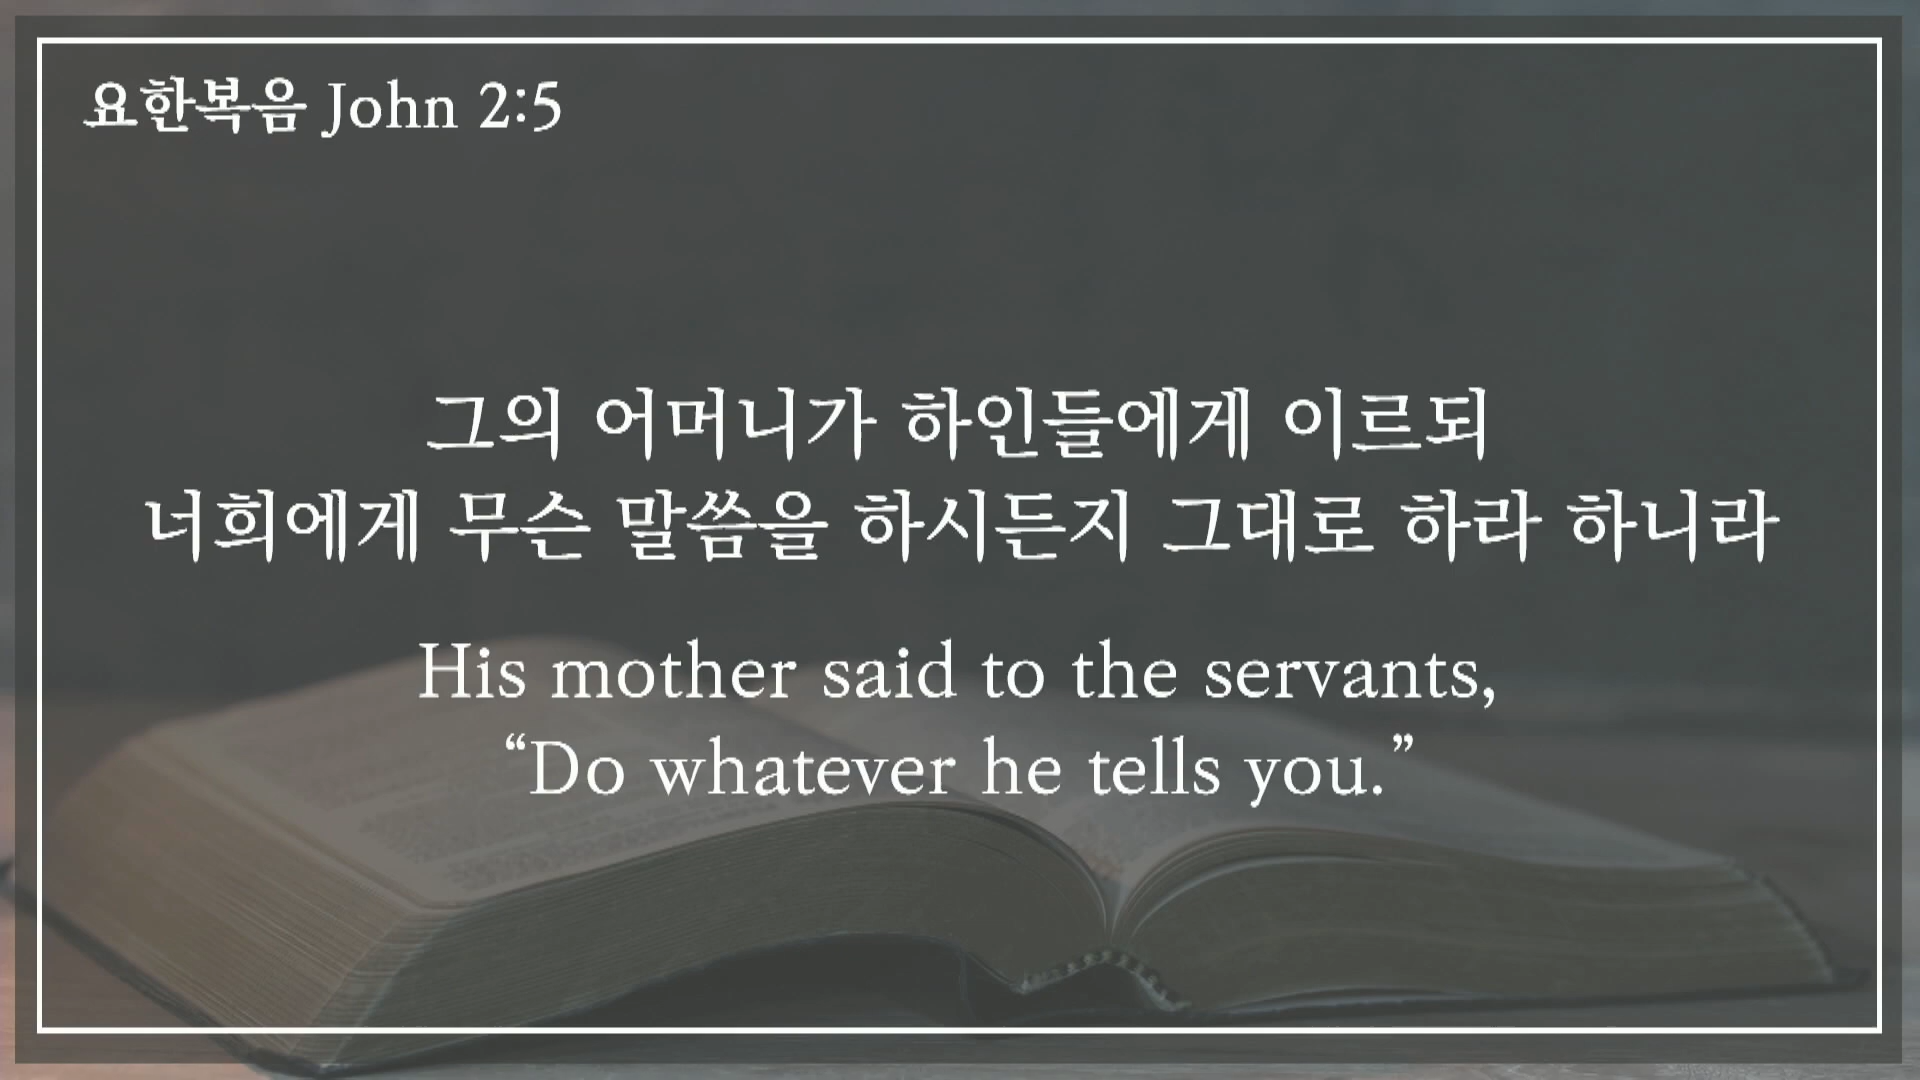 요한복음 John 2:5
그의 어머니가 하인들에게 이르되
너희에게 무슨 말씀을 하시든지 그대로 하라 하니라
His mother said to the servants,
“Do whatever he tells you.”